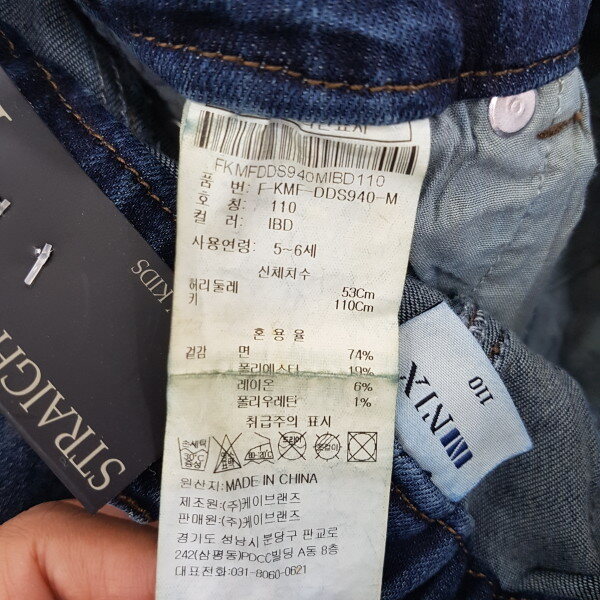 FKMFDDS940MIBD110
품 번: F-KMF-DDS940-M
호 칭: 110
컬 러: IBD
사용연령: 5~6세
신체치수
허리둘레 53Cm
키 110Cm
혼 용 율
겉감 면 74%
폴리에스터 19%
레이온 6%
폴리우레탄 1%
취급주의 표시
원산지: MADE IN CHINA
제조원: (주)케이브랜즈
판매원: (주)케이브랜즈
경기도 성남시 분당구 판교로
242(삼평동)PDCC빌딩 A동 8층
대표전화: 031-8060-0621
NIX
110
KIDS
STRAIGH